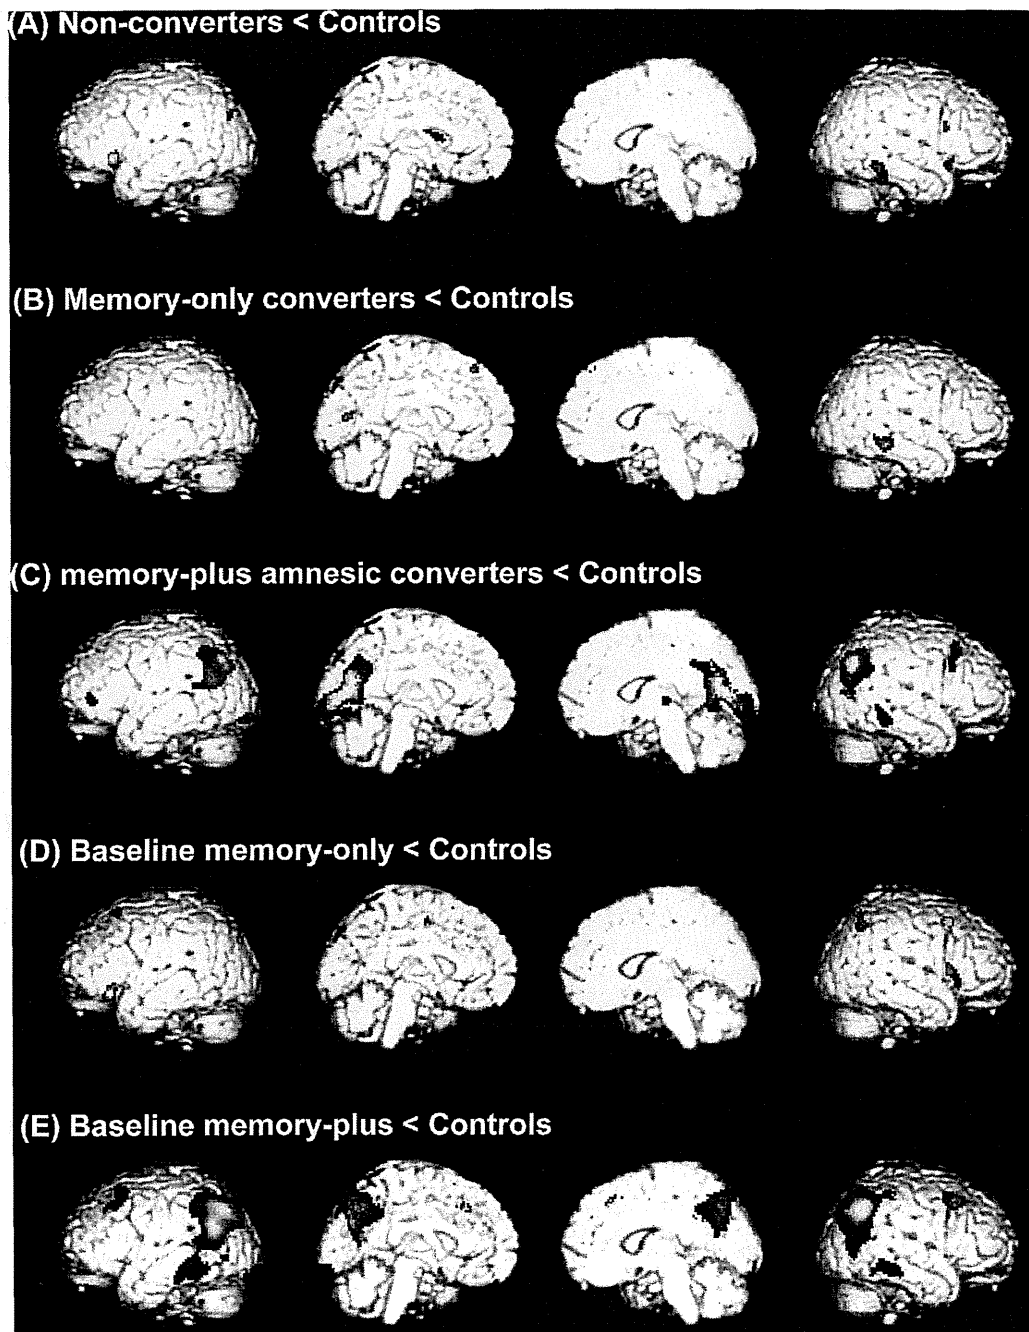 (A) Non-converters < Controls
(B) Memory-only converters < Controls
(C) memory-plus amnesic converters < Controls
(D) Baseline memory-only < Controls
(E) Baseline memory-plus < Controls